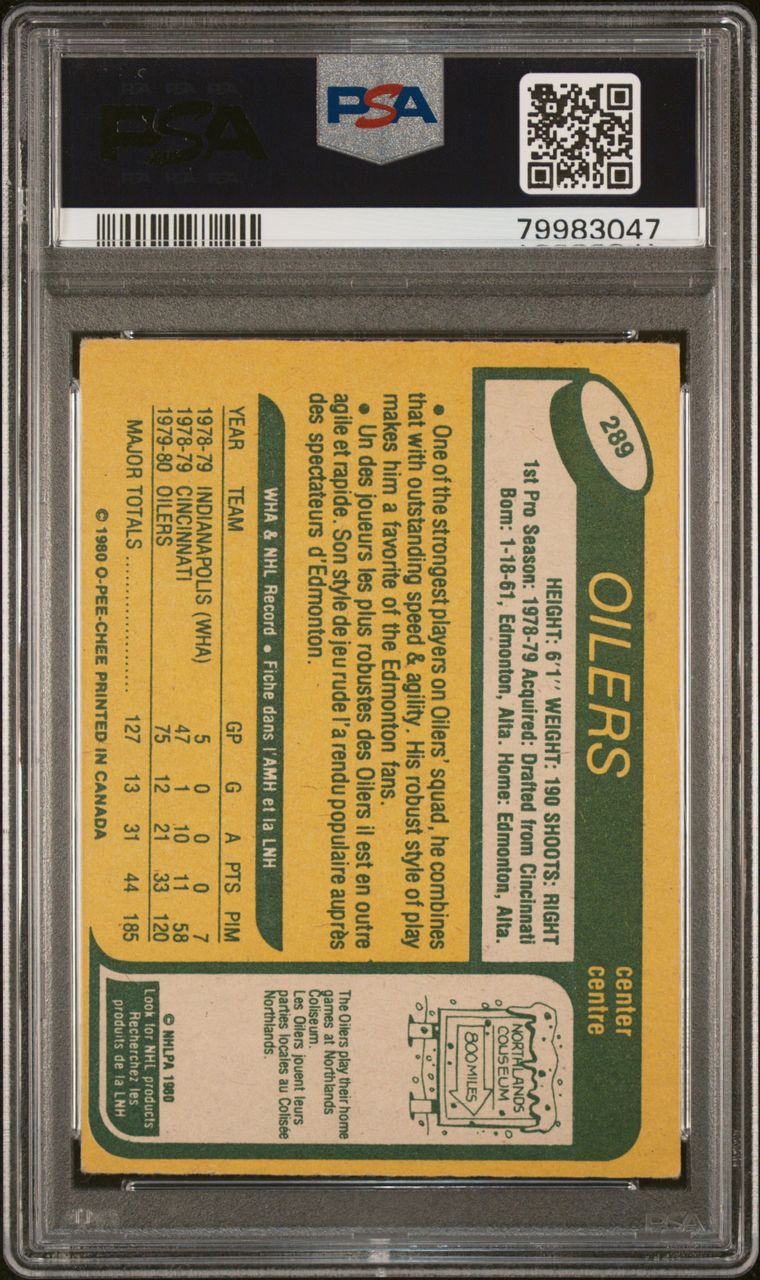 PSA
79983047
289
OILERS
center
centre
HEIGHT: 6'1'' WEIGHT: 190 SHOOTS: RIGHT
1st Pro Season: 1978-79 Acquired: Drafted from Cincinnati
Born: 1-18-61, Edmonton, Alta. Home: Edmonton, Alta.
● One of the strongest players on Oilers' squad, he combines
that with outstanding speed & agility. His robust style of play
makes him a favorite of the Edmonton fans.
● Un des joueurs les plus robustes des Oilers il est en outre
agile et rapide. Son style de jeu rude l'a rendu populaire auprès
des spectateurs d'Edmonton.
WHA & NHL Record ● Fiche dans l'AMH et la LNH
YEAR TEAM GP G A PTS PIM
1978-79 INDIANAPOLIS (WHA) 5 0 0 0 7
1978-79 CINCINNATI 47 1 10 11 58
1979-80 OILERS 75 12 21 33 120
MAJOR TOTALS ..................... 127 13 31 44 185
© 1980 O-PEE-CHEE PRINTED IN CANADA
NORTHLANDS
COLISEUM
800 MILES
The Oilers play their home
games at Northlands
Coliseum.
Les Oilers jouent leurs
parties locales au Colisée
Northlands.
© NHLPA 1980
Look for NHL products
Recherchez les
produits de la LNH